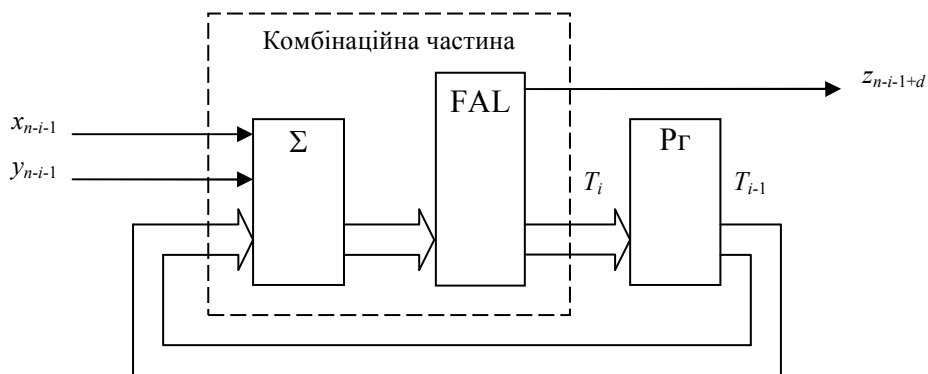 Комбінаційна частина
z_{n-i-1+d}
FAL
x_{n-i-1}
Σ
Рг
y_{n-i-1}
T_i
T_{i-1}